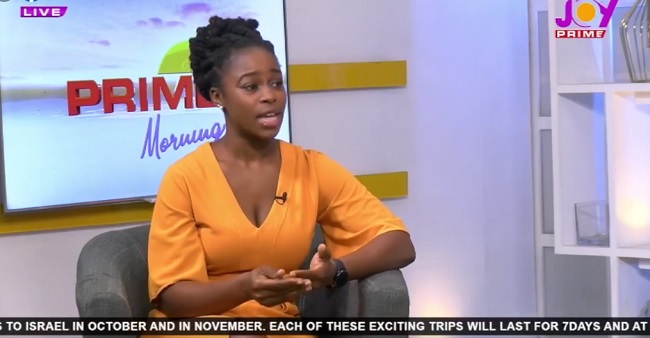 LIVE
JOY
PRIME
PRIME
Morning
S TO ISRAEL IN OCTOBER AND IN NOVEMBER. EACH OF THESE EXCITING TRIPS WILL LAST FOR 7DAYS AND AT